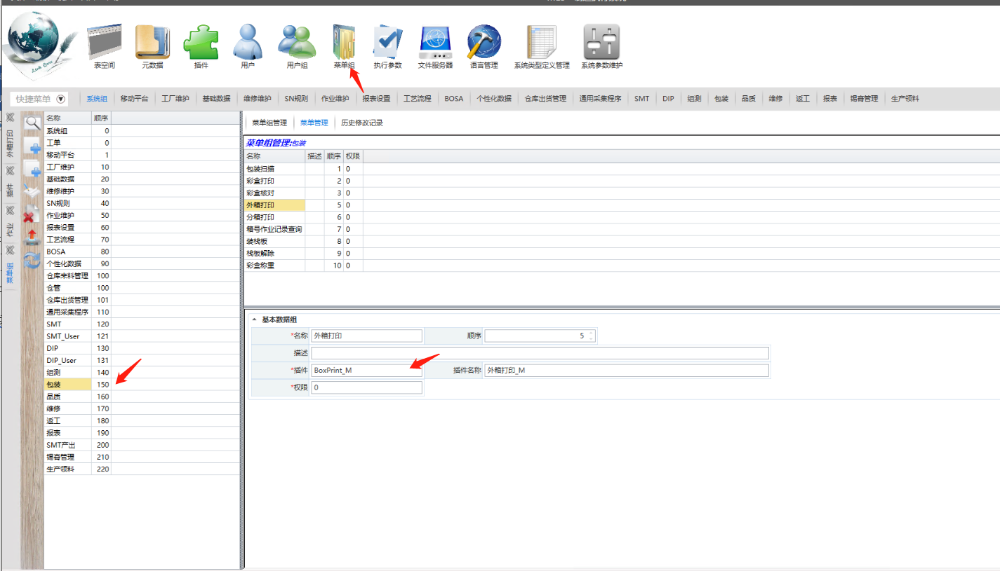 表空间 元数据 插件 用户 用户组 菜单组 执行参数 文件服务器 语言管理 系统类型定义管理 系统参数维护
快捷菜单 系统组 移动平台 工厂维护 基础数据 维修维护 SN规则 作业维护 报表设置 工艺流程 BOSA 个性化数据 仓库出货管理 通用采集程序 SMT DIP 组测 包装 品质 维修 返工 报表 锡膏管理 生产领料
外箱打印
插件
作业
菜单组
名称 顺序
系统组 0
工单 0
移动平台 1
工厂维护 10
基础数据 20
维修维护 30
SN规则 40
作业维护 50
报表设置 60
工艺流程 70
BOSA 80
个性化数据 90
仓库来料管理 100
仓管 100
仓库出货管理 101
通用采集程序 110
SMT 120
SMT_User 121
DIP 130
DIP_User 131
组测 140
包装 150
品质 160
维修 170
返工 180
报表 190
SMT产出 200
锡膏管理 210
生产领料 220
菜单组管理 菜单管理 历史修改记录
菜单组管理:包装
名称 描述 顺序 权限
包装扫描 1 0
彩盒打印 2 0
彩盒核对 3 0
外箱打印 5 0
分箱打印 6 0
箱号作业记录查询 7 0
装栈板 8 0
栈板解除 9 0
彩盒称重 10 0
基本数据组
*名称 外箱打印 顺序 5
描述
*插件 BoxPrint_M 插件名称 外箱打印_M
*权限 0